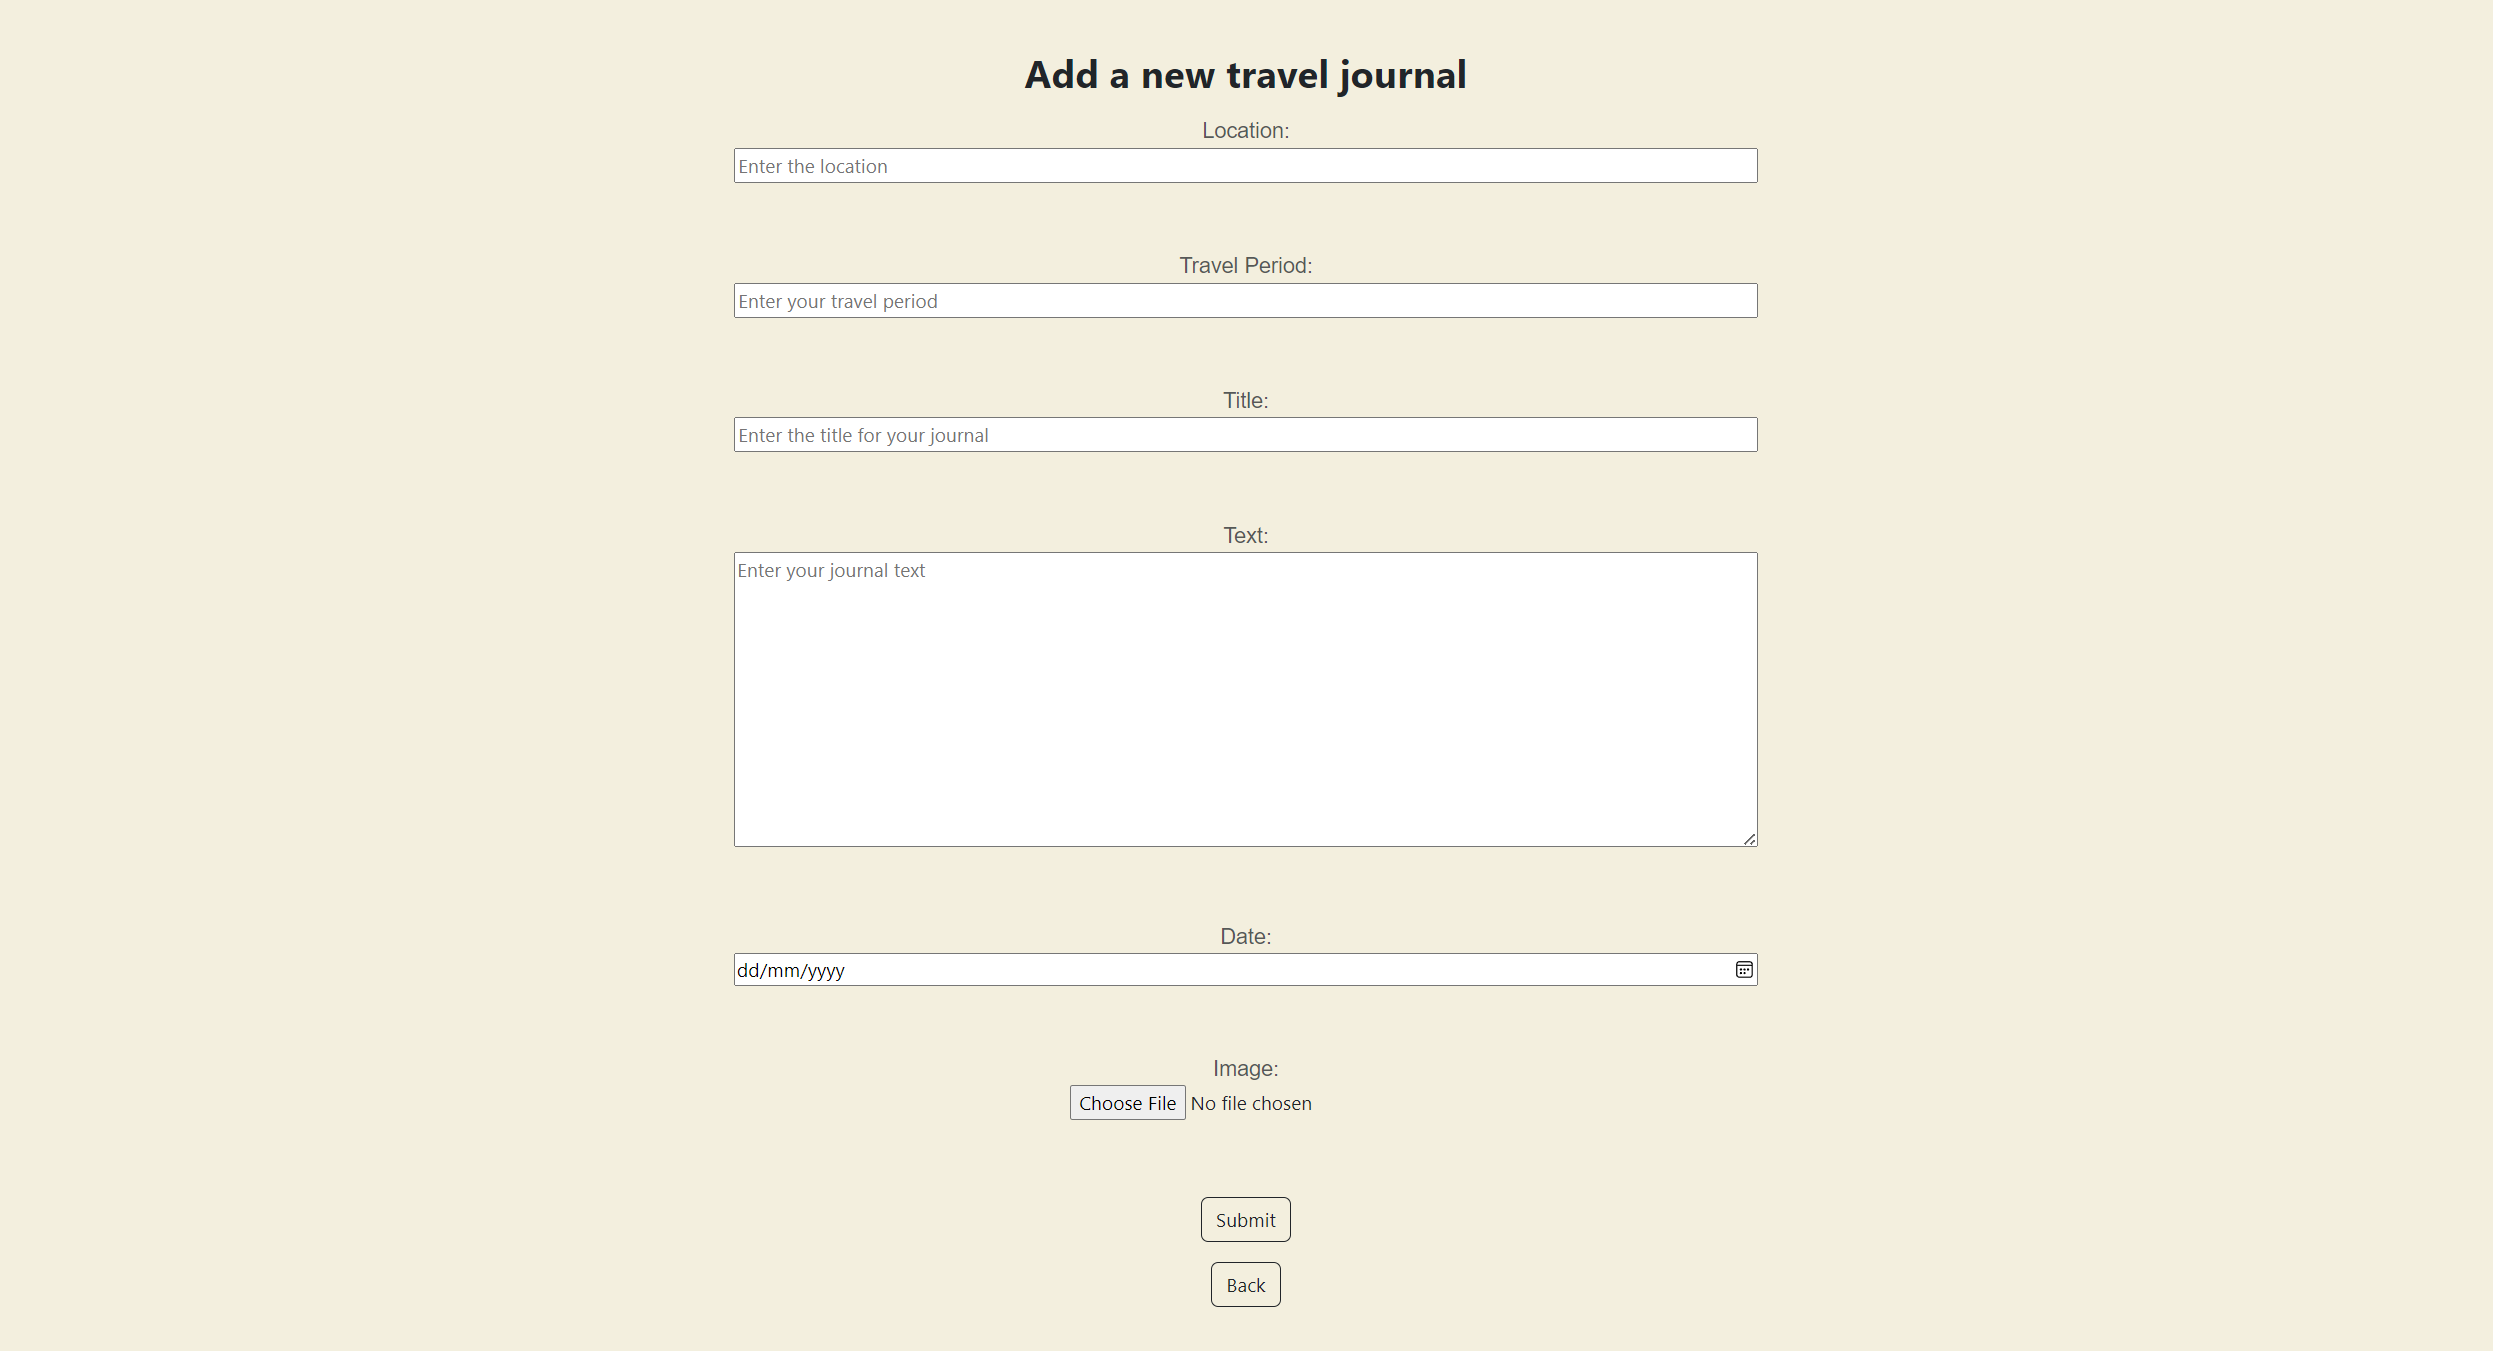 Add a new travel journal
Location:
Enter the location
Travel Period:
Enter your travel period
Title:
Enter the title for your journal
Text:
Enter your journal text
Date:
dd/mm/yyyy
Image:
Choose File No file chosen
Submit
Back